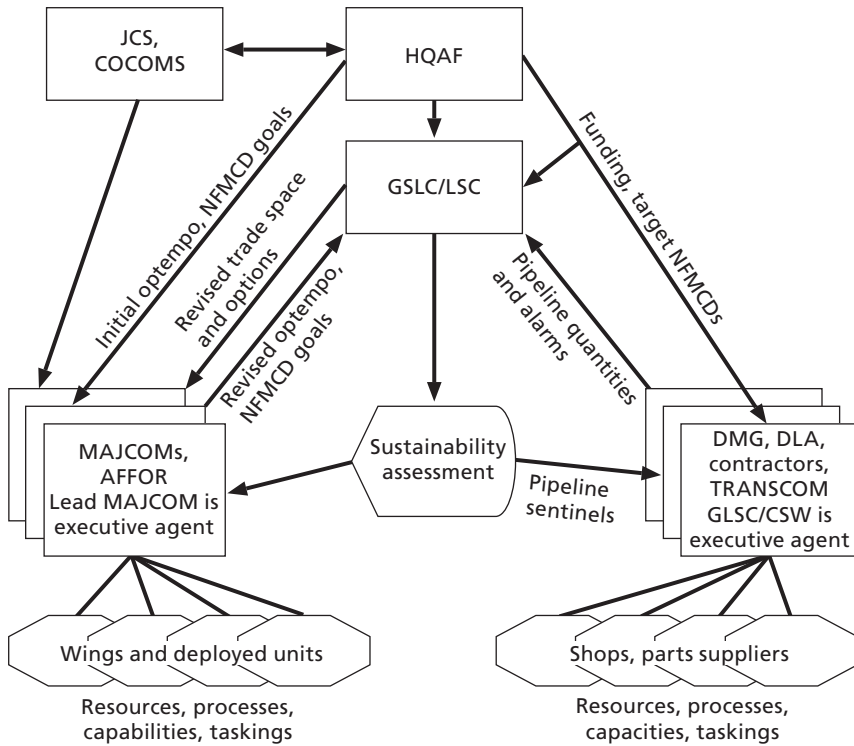 JCS,
COCOMS
HQAF
GSLC/LSC
Initial optempo, NFMCD goals
Revised trade space
and options
Revised optempo,
NFMCD goals
Funding, target NFMCDs
Pipeline quantities
and alarms
MAJCOMs,
AFFOR
Lead MAJCOM is
executive agent
Sustainability
assessment
Pipeline
sentinels
DMG, DLA,
contractors,
TRANSCOM
GLSC/CSW is
executive agent
Wings and deployed units
Resources, processes,
capabilities, taskings
Shops, parts suppliers
Resources, processes,
capacities, taskings